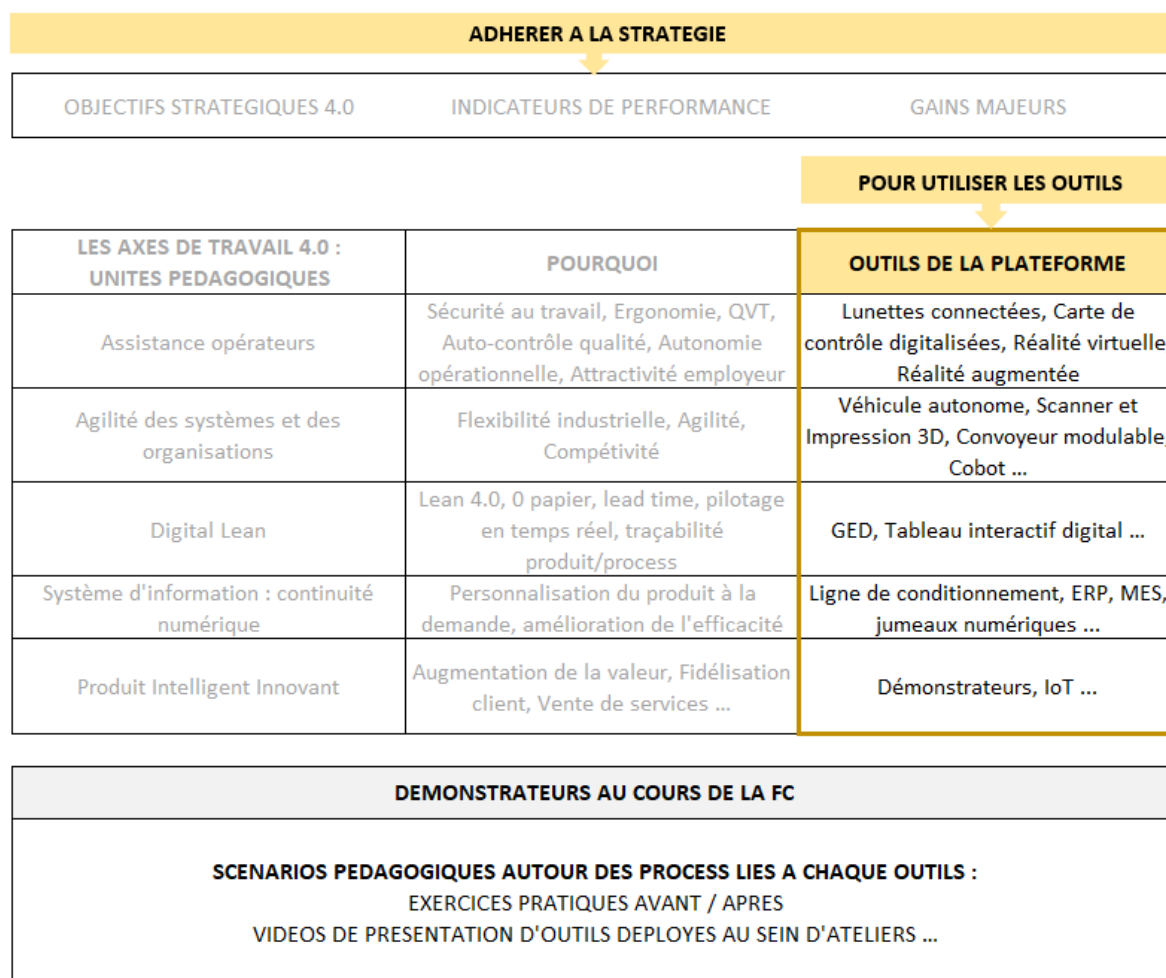 ADHERER A LA STRATEGIE
OBJECTIFS STRATEGIQUES 4.0 INDICATEURS DE PERFORMANCE GAINS MAJEURS
POUR UTILISER LES OUTILS
LES AXES DE TRAVAIL 4.0 :
UNITES PEDAGOGIQUES
POURQUOI
OUTILS DE LA PLATEFORME
Assistance opérateurs
Sécurité au travail, Ergonomie, QVT,
Auto-contrôle qualité, Autonomie
opérationnelle, Attractivité employeur
Lunettes connectées, Carte de
contrôle digitalisées, Réalité virtuelle
Réalité augmentée
Agilité des systèmes et des
organisations
Flexibilité industrielle, Agilité,
Compétivité
Véhicule autonome, Scanner et
Impression 3D, Convoyeur modulable,
Cobot ...
Digital Lean
Lean 4.0, 0 papier, lead time, pilotage
en temps réel, traçabilité
produit/process
GED, Tableau interactif digital ...
Système d'information : continuité
numérique
Personnalisation du produit à la
demande, amélioration de l'efficacité
Ligne de conditionnement, ERP, MES,
jumeaux numériques ...
Produit Intelligent Innovant
Augmentation de la valeur, Fidélisation
client, Vente de services ...
Démonstrateurs, IoT ...
DEMONSTRATEURS AU COURS DE LA FC
SCENARIOS PEDAGOGIQUES AUTOUR DES PROCESS LIES A CHAQUE OUTILS :
EXERCICES PRATIQUES AVANT / APRES
VIDEOS DE PRESENTATION D'OUTILS DEPLOYES AU SEIN D'ATELIERS ...